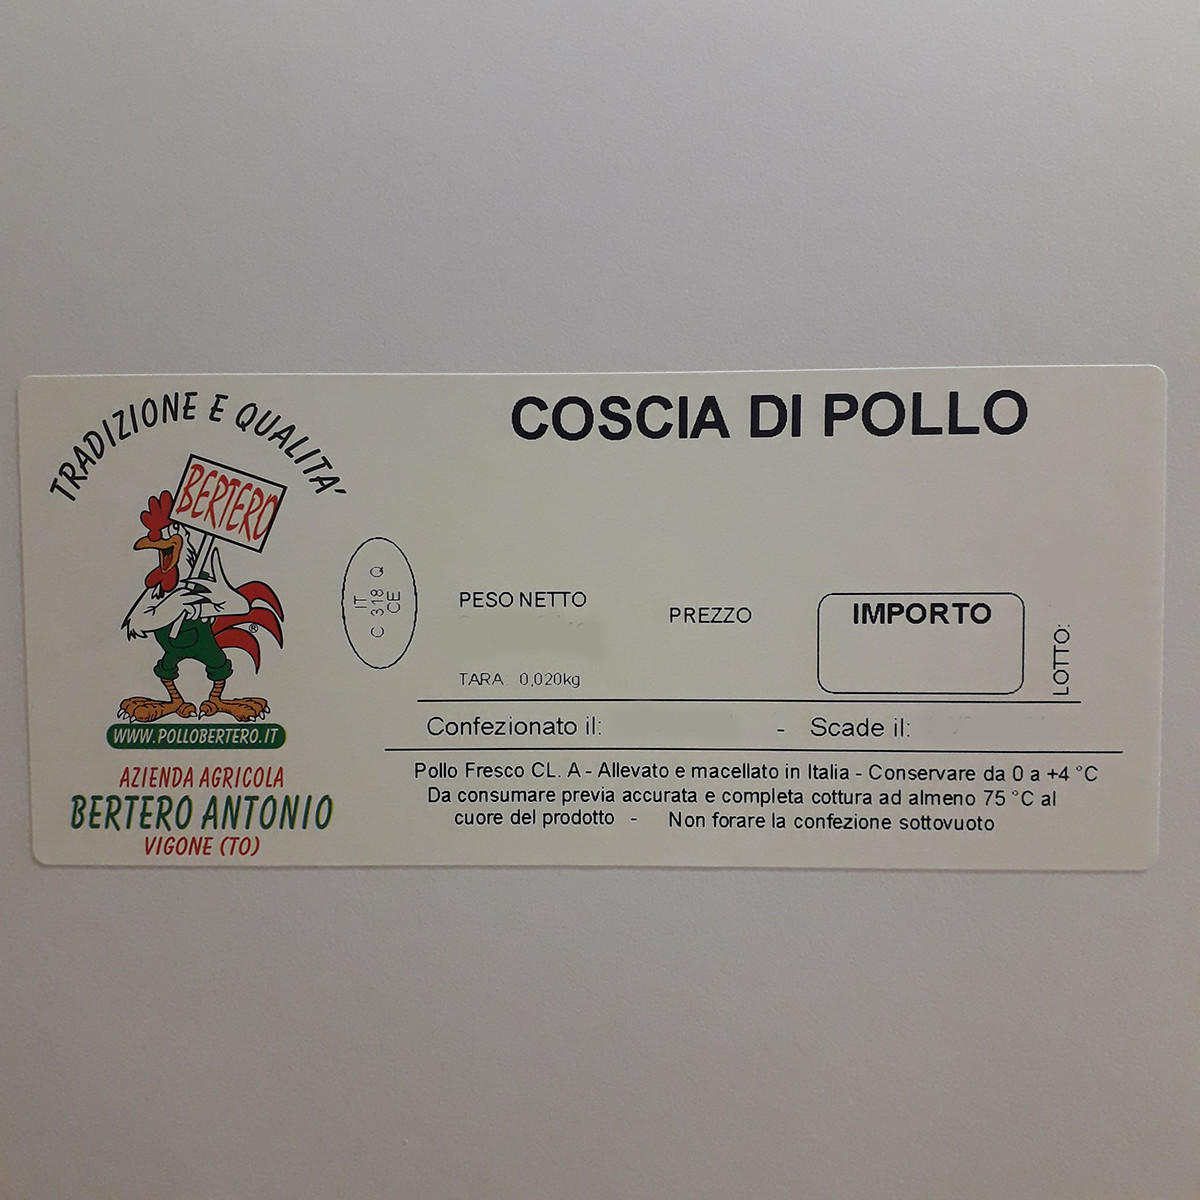 TRADIZIONE E QUALITA'
BERTERO
®
WWW.POLLOBERTERO.IT
AZIENDA AGRICOLA
BERTERO ANTONIO
VIGONE (TO)
IT
C 318 Q
CE
COSCIA DI POLLO
PESO NETTO
TARA 0,020kg
PREZZO
IMPORTO
LOTTO:
Confezionato il: - Scade il:
Pollo Fresco CL. A - Allevato e macellato in Italia - Conservare da 0 a +4 °C
Da consumare previa accurata e completa cottura ad almeno 75 °C al
cuore del prodotto - Non forare la confezione sottovuoto